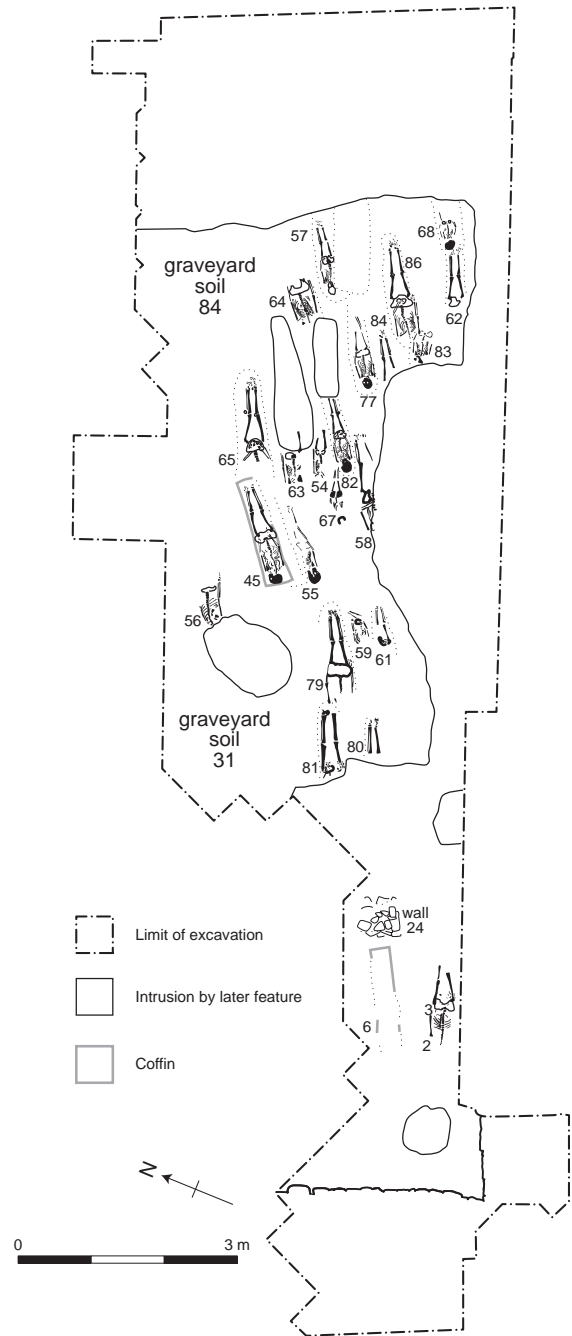 57
68
graveyard
soil
84
86
64
62
84
83
77
65
63
54
82
67
58
45
55
56
59
61
79
graveyard
soil
31
80
81
wall
24
Limit of excavation
3
Intrusion by later feature
6
2
Coffin
N
0
3 m